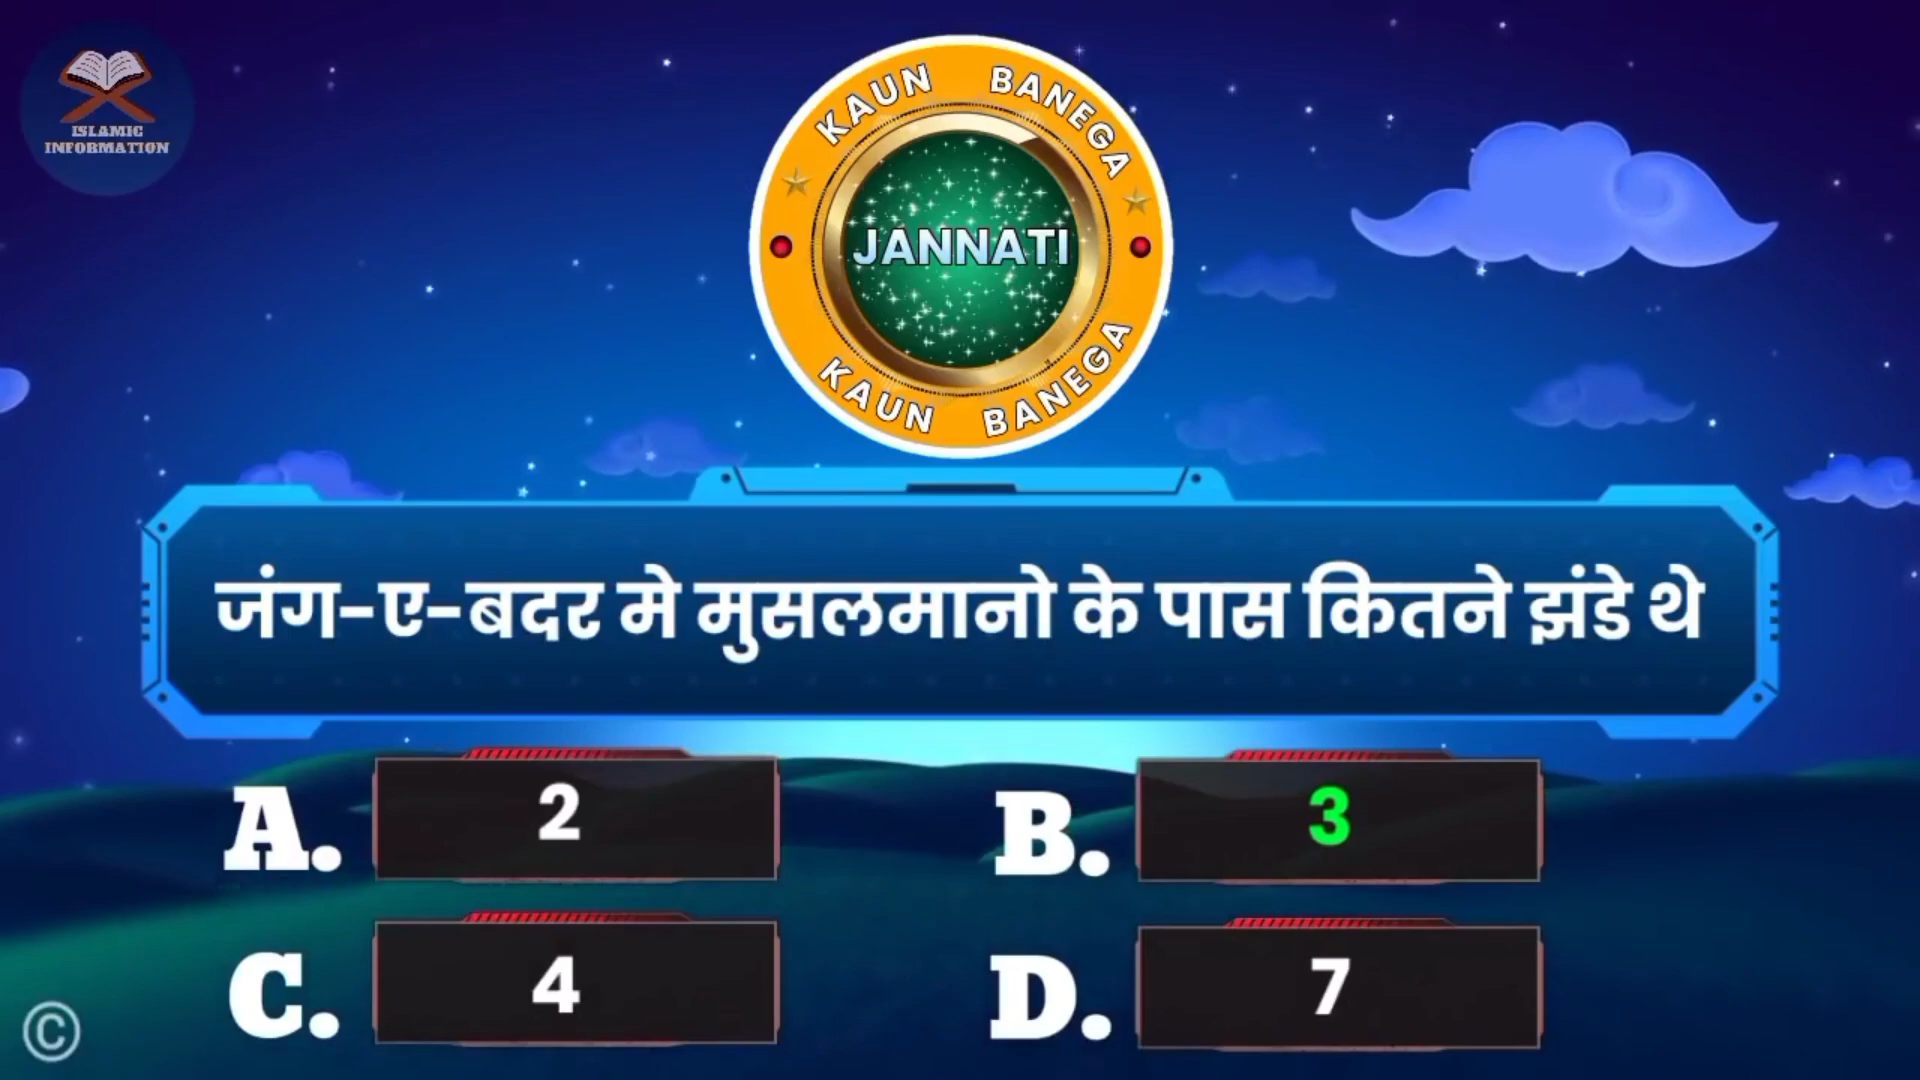 ISLAMIC
INFORMATION
KAUN BANEGA
JANNATI
KAUN BANEGA
जंग-ए-बदर मे मुसलमानो के पास कितने झंडे थे
A. 2
B. 3
C. 4
D. 7
©